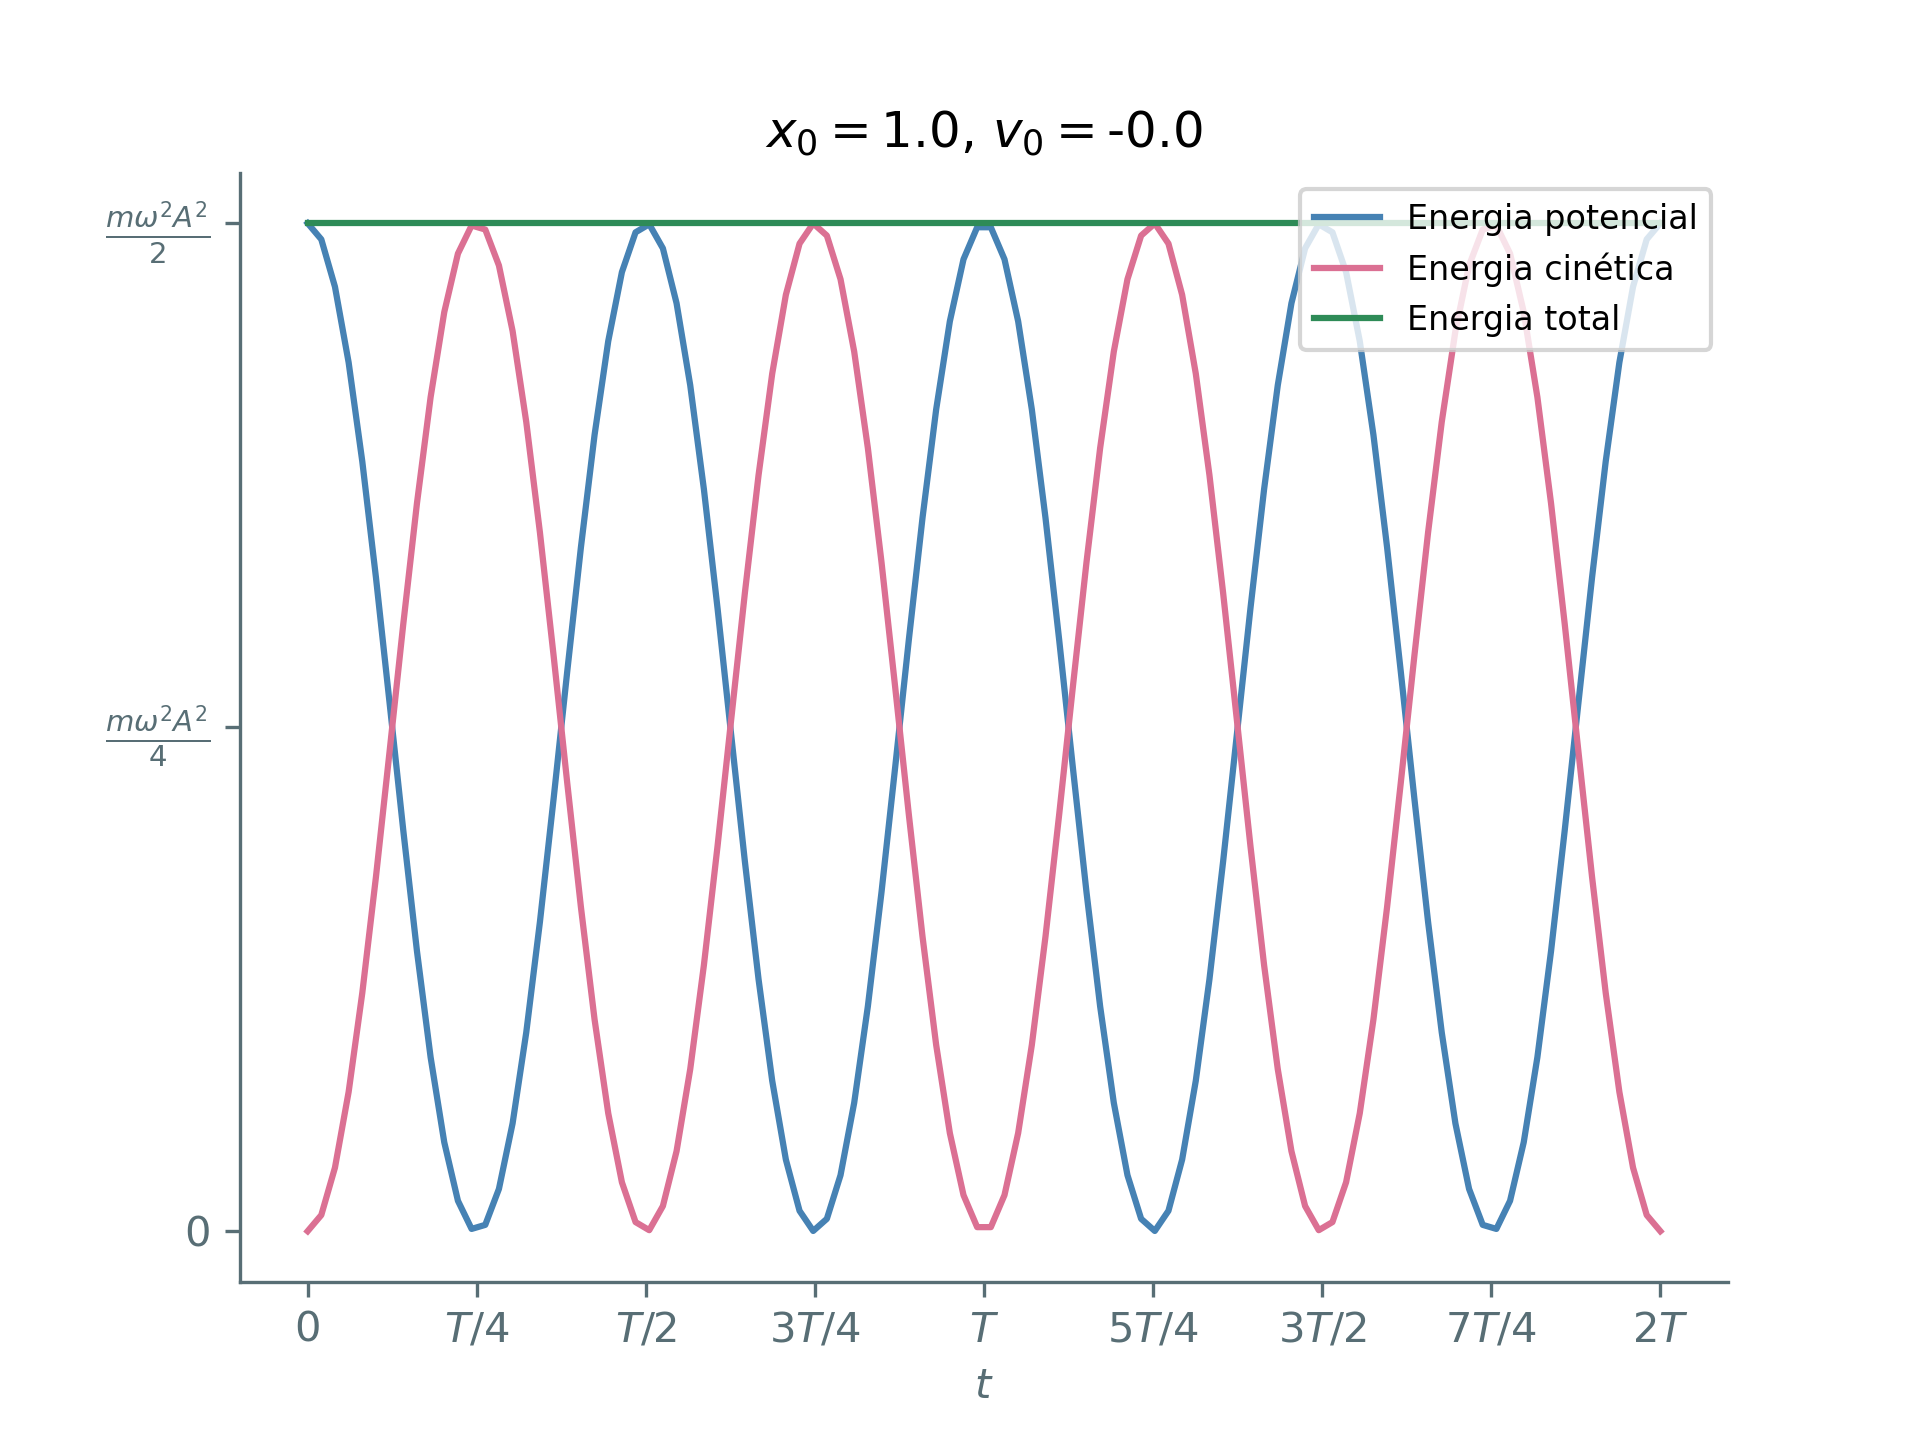 x₀ = 1.0, v₀ = -0.0
mω²A²
2
Energia potencial
Energia cinética
Energia total
mω²A²
4
0
0 T/4 T/2 3T/4 T 5T/4 3T/2 7T/4 2T
t